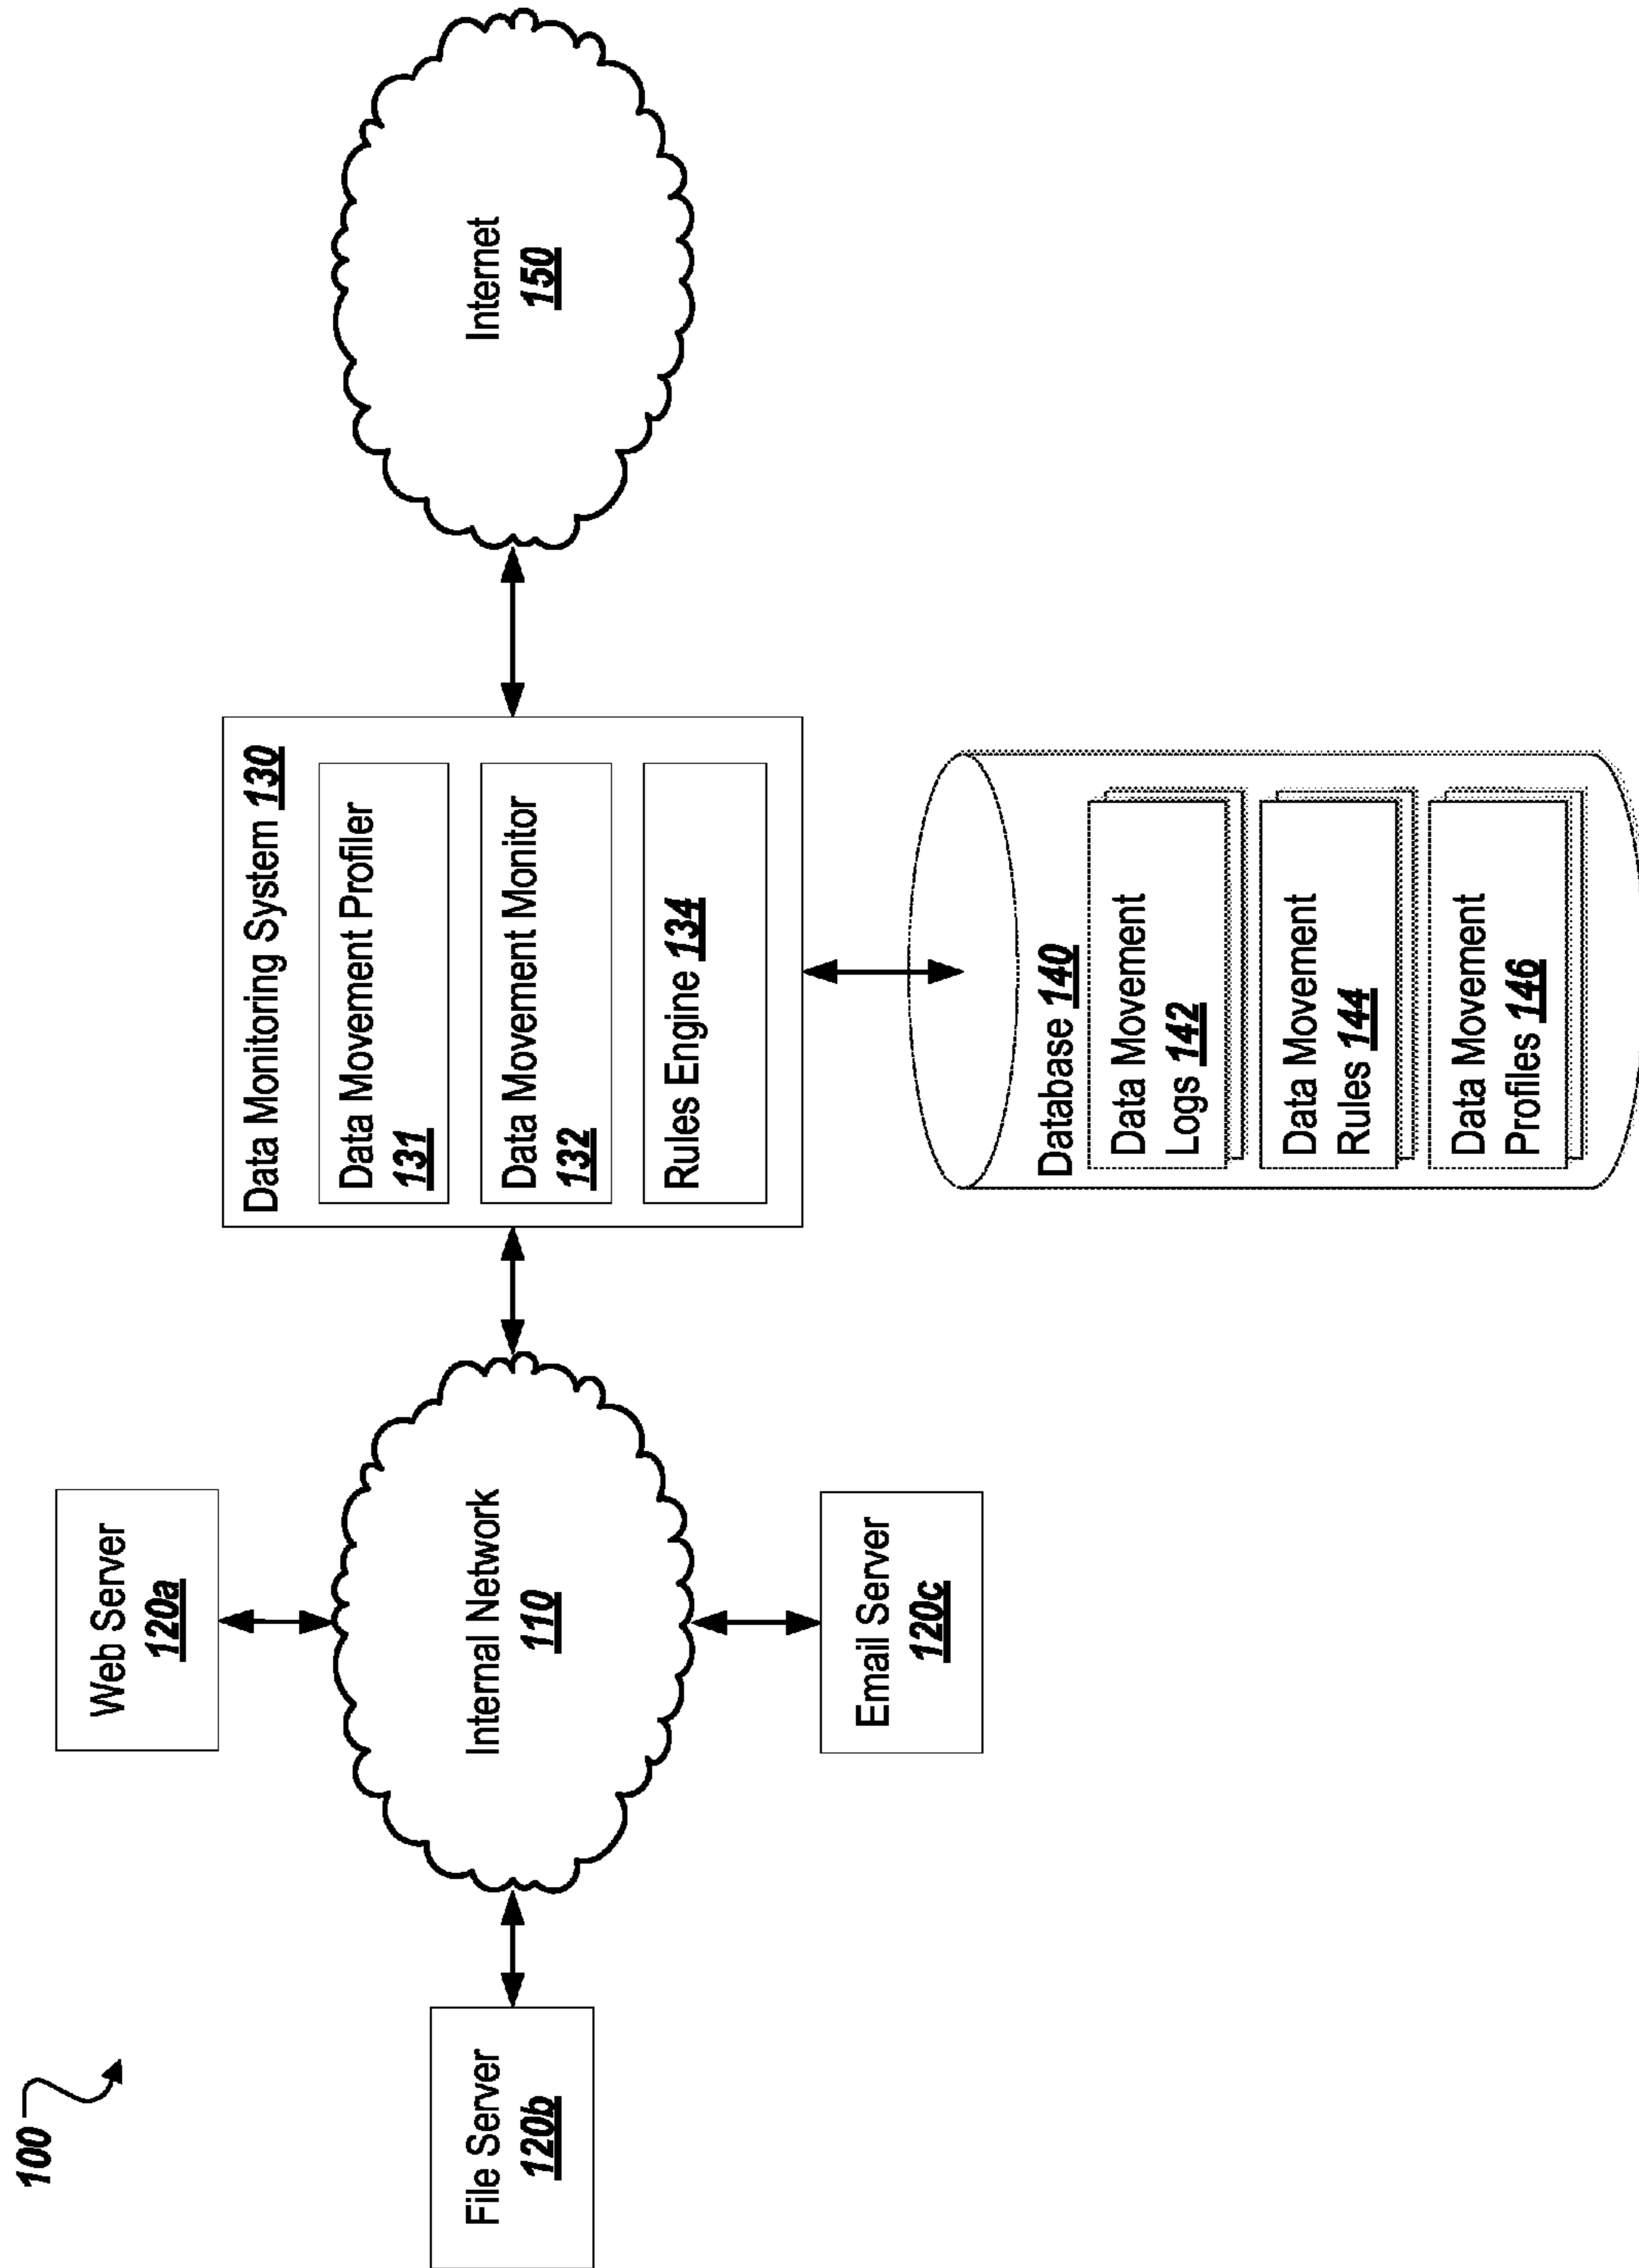 100
Web Server
120a
File Server
120b
Internal Network
110
Email Server
120c
Data Monitoring System 130
Data Movement Profiler
131
Data Movement Monitor
132
Rules Engine 134
Database 140
Data Movement
Logs 142
Data Movement
Rules 144
Data Movement
Profiles 146
Internet
150